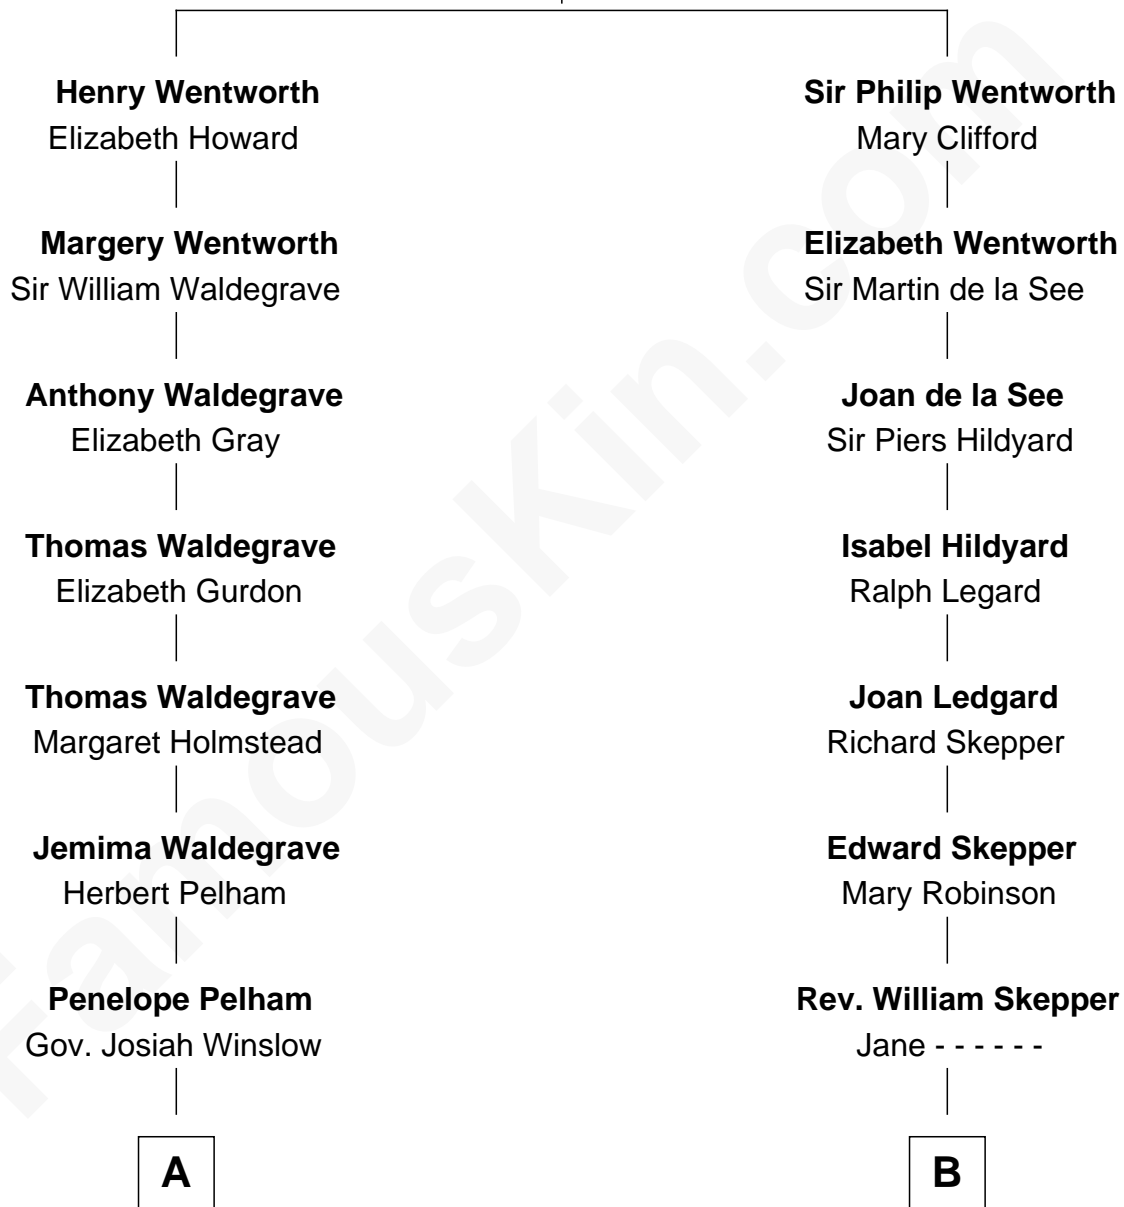 Henry Wentworth
Elizabeth Howard
Margery Wentworth
Sir William Waldegrave
Anthony Waldegrave
Elizabeth Gray
Thomas Waldegrave
Elizabeth Gurdon
Thomas Waldegrave
Margaret Holmstead
Jemima Waldegrave
Herbert Pelham
Penelope Pelham
Gov. Josiah Winslow
A
Sir Philip Wentworth
Mary Clifford
Elizabeth Wentworth
Sir Martin de la See
Joan de la See
Sir Piers Hildyard
Isabel Hildyard
Ralph Legard
Joan Ledgard
Richard Skepper
Edward Skepper
Mary Robinson
Rev. William Skepper
Jane - - - - - -
B
FamousKin.com